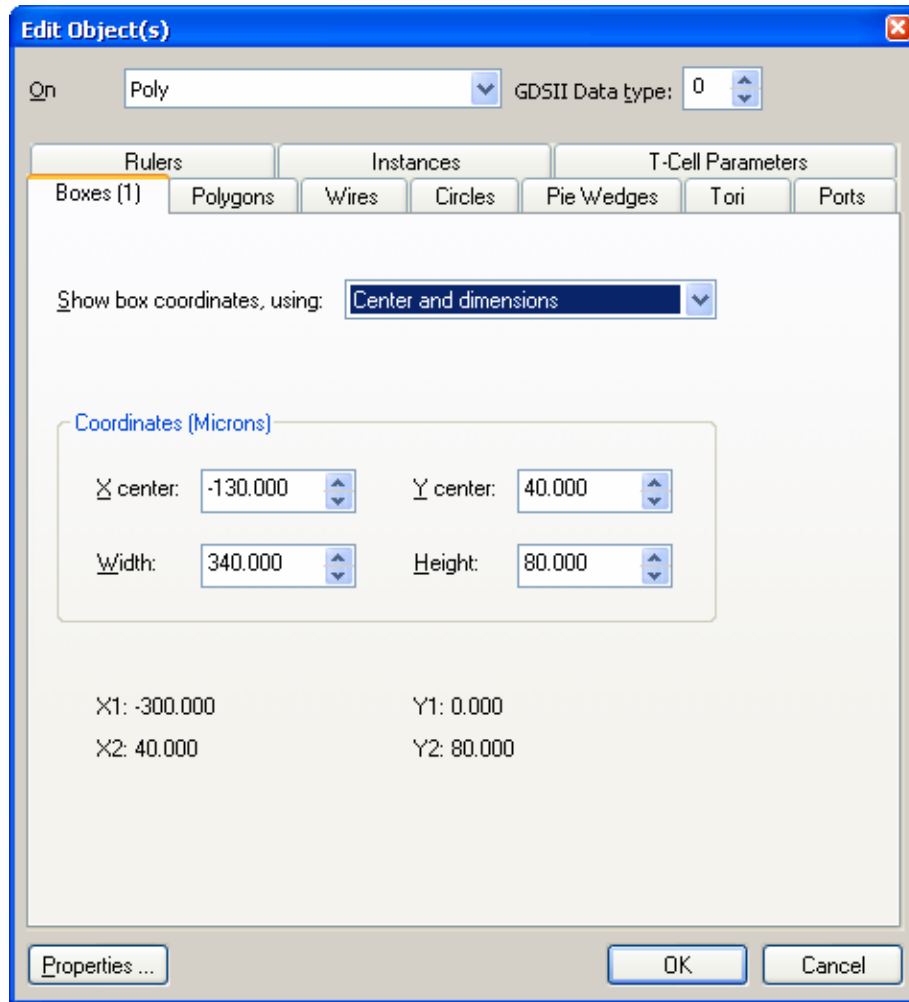 Edit Object(s)
On Poly GDSII Data type: 0
Rulers Instances T-Cell Parameters
Boxes (1) Polygons Wires Circles Pie Wedges Tori Ports
Show box coordinates, using: Center and dimensions
Coordinates (Microns)
X center: -130.000 Y center: 40.000
Width: 340.000 Height: 80.000
X1: -300.000 Y1: 0.000
X2: 40.000 Y2: 80.000
Properties ... OK Cancel